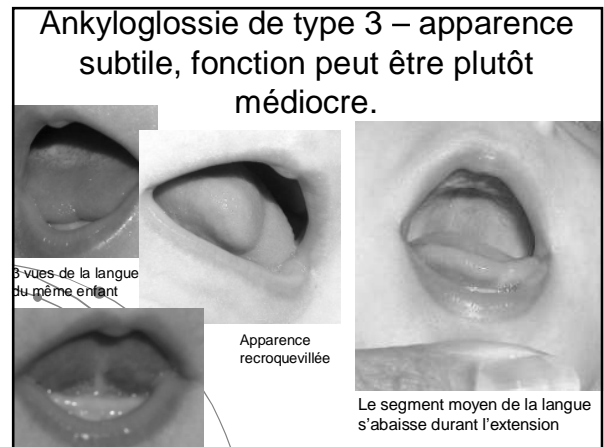 Ankyloglossie de type 3 – apparence
subtile, fonction peut être plutôt
médiocre.
3 vues de la langue
du même enfant
Apparence
recroquevillée
Le segment moyen de la langue
s’abaisse durant l’extension